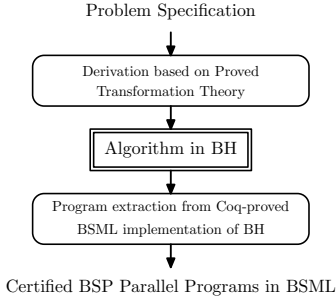 Problem Specification
Derivation based on Proved
Transformation Theory
Algorithm in BH
Program extraction from Coq-proved
BSML implementation of BH
Certified BSP Parallel Programs in BSML